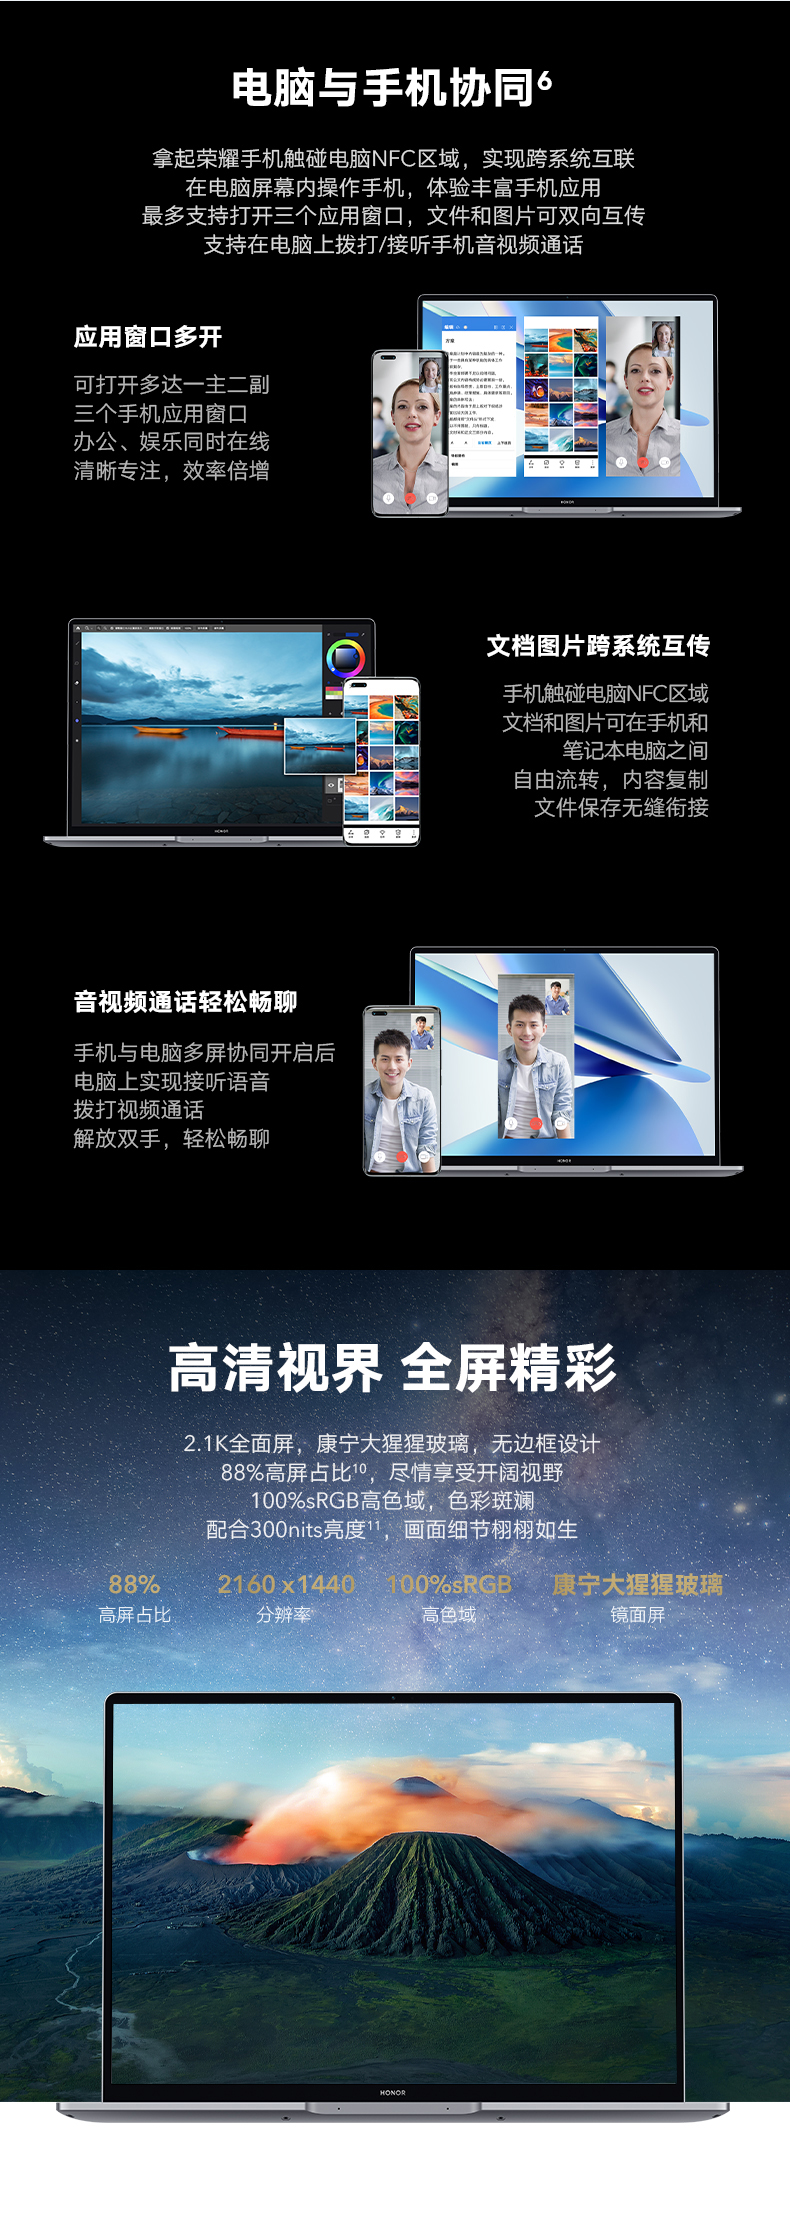 电脑与手机协同6
拿起荣耀手机触碰电脑NFC区域，实现跨系统互联
在电脑屏幕内操作手机，体验丰富手机应用
最多支持打开三个应用窗口，文件和图片可双向互传
支持在电脑上拨打/接听手机音视频通话
应用窗口多开
可打开多达一主二副
三个手机应用窗口
办公、娱乐同时在线
清晰专注，效率倍增
HONOR
文档图片跨系统互传
手机触碰电脑NFC区域
文档和图片可在手机和
笔记本电脑之间
自由流转，内容复制
文件保存无缝衔接
HONOR
音视频通话轻松畅聊
手机与电脑多屏协同开启后
电脑上实现接听语音
拨打视频通话
解放双手，轻松畅聊
HONOR
高清视界 全屏精彩
2.1K全面屏，康宁大猩猩玻璃，无边框设计
88%高屏占比10，尽情享受开阔视野
100%sRGB高色域，色彩斑斓
配合300nits亮度11，画面细节栩栩如生
88% 2160 x1440 100%sRGB 康宁大猩猩玻璃
高屏占比 分辨率 高色域 镜面屏
HONOR